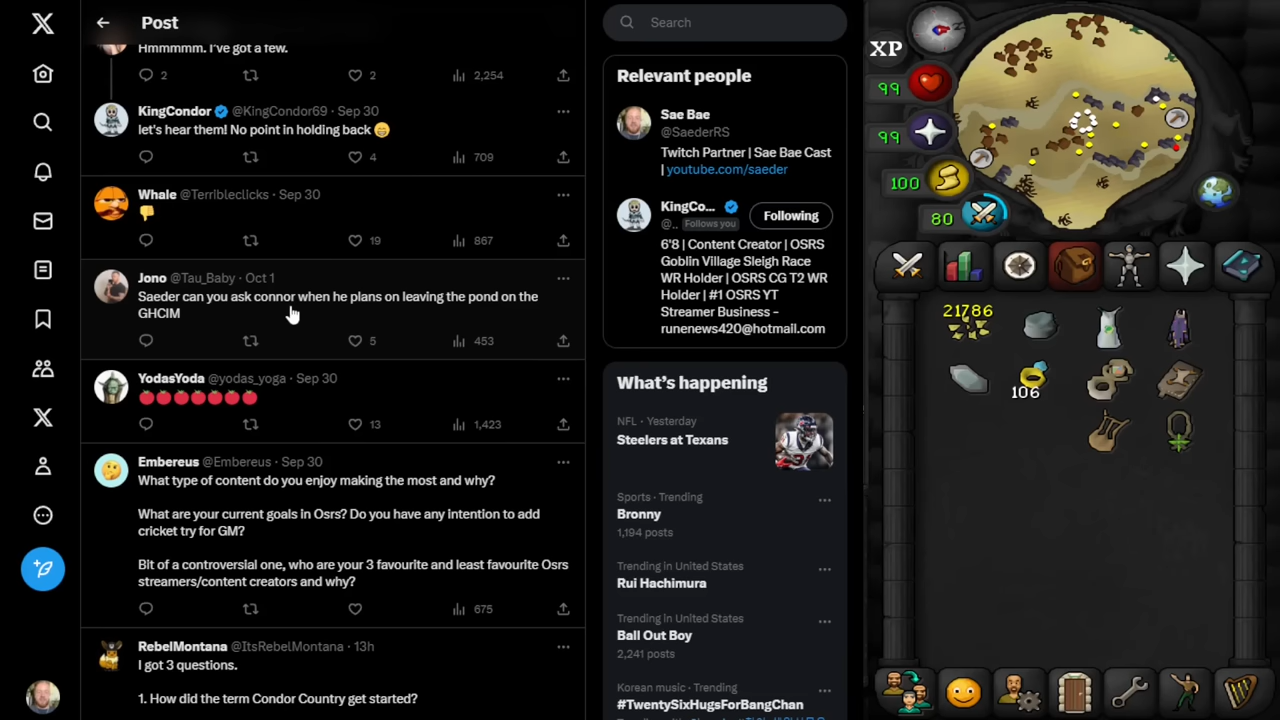 Post
Hmmmmm. I've got a few.
2
2
2,254
KingCondor @KingCondor69 · Sep 30
let's hear them! No point in holding back 😁
4
709
Whale @Terr!bleclicks · Sep 30
👎
19
867
Jono @Tau_Baby · Oct 1
Saeder can you ask connor when he plans on leaving the pond on the
GHCIM
5
453
YodasYoda @yodas_yoga · Sep 30
🍅🍅🍅🍅🍅🍅🍅
13
1,423
Embereus @Embereus · Sep 30
What type of content do you enjoy making the most and why?
What are your current goals in Osrs? Do you have any intention to add
cricket try for GM?
Bit of a controversial one, who are your 3 favourite and least favourite Osrs
streamers/content creators and why?
675
RebelMontana @ItsRebelMontana · 13h
I got 3 questions.
1. How did the term Condor Country get started?
Search
Relevant people
Sae Bae
@SaederRS
Twitch Partner | Sae Bae Cast
| youtube.com/saeder
KingCo...
@.. Follows you
Following
6'8 | Content Creator | OSRS
Goblin Village Sleigh Race
WR Holder | OSRS CG T2 WR
Holder | #1 OSRS YT
Streamer Business -
runenews420@hotmail.com
What's happening
NFL · Yesterday
Steelers at Texans
Sports · Trending
Bronny
1,194 posts
Trending in United States
Rui Hachimura
Trending in United States
Ball Out Boy
2,241 posts
Korean music · Trending
#TwentySixHugsForBangChan
XP
99
99
100
80
21786
106